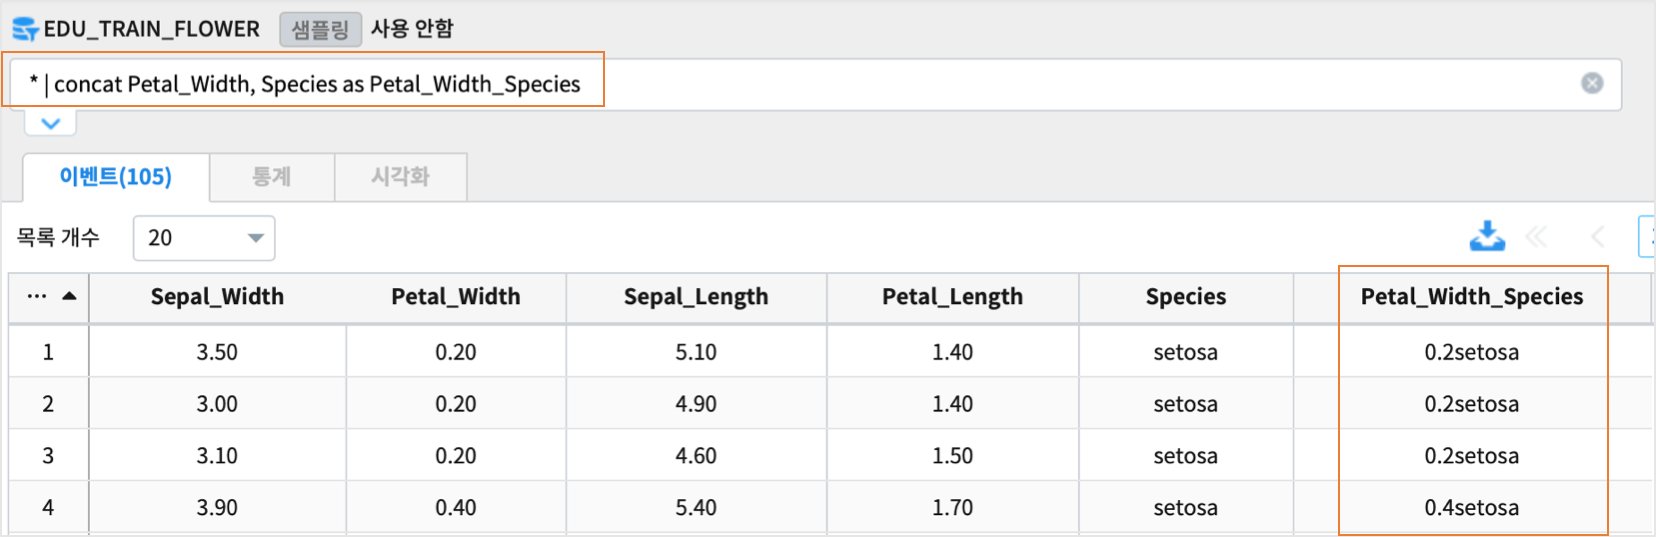 EDU_TRAIN_FLOWER 샘플링 사용 안함
* | concat Petal_Width, Species as Petal_Width_Species
이벤트(105) 통계 시각화
목록 개수 20
... Sepal_Width Petal_Width Sepal_Length Petal_Length Species Petal_Width_Species
1 3.50 0.20 5.10 1.40 setosa 0.2setosa
2 3.00 0.20 4.90 1.40 setosa 0.2setosa
3 3.10 0.20 4.60 1.50 setosa 0.2setosa
4 3.90 0.40 5.40 1.70 setosa 0.4setosa